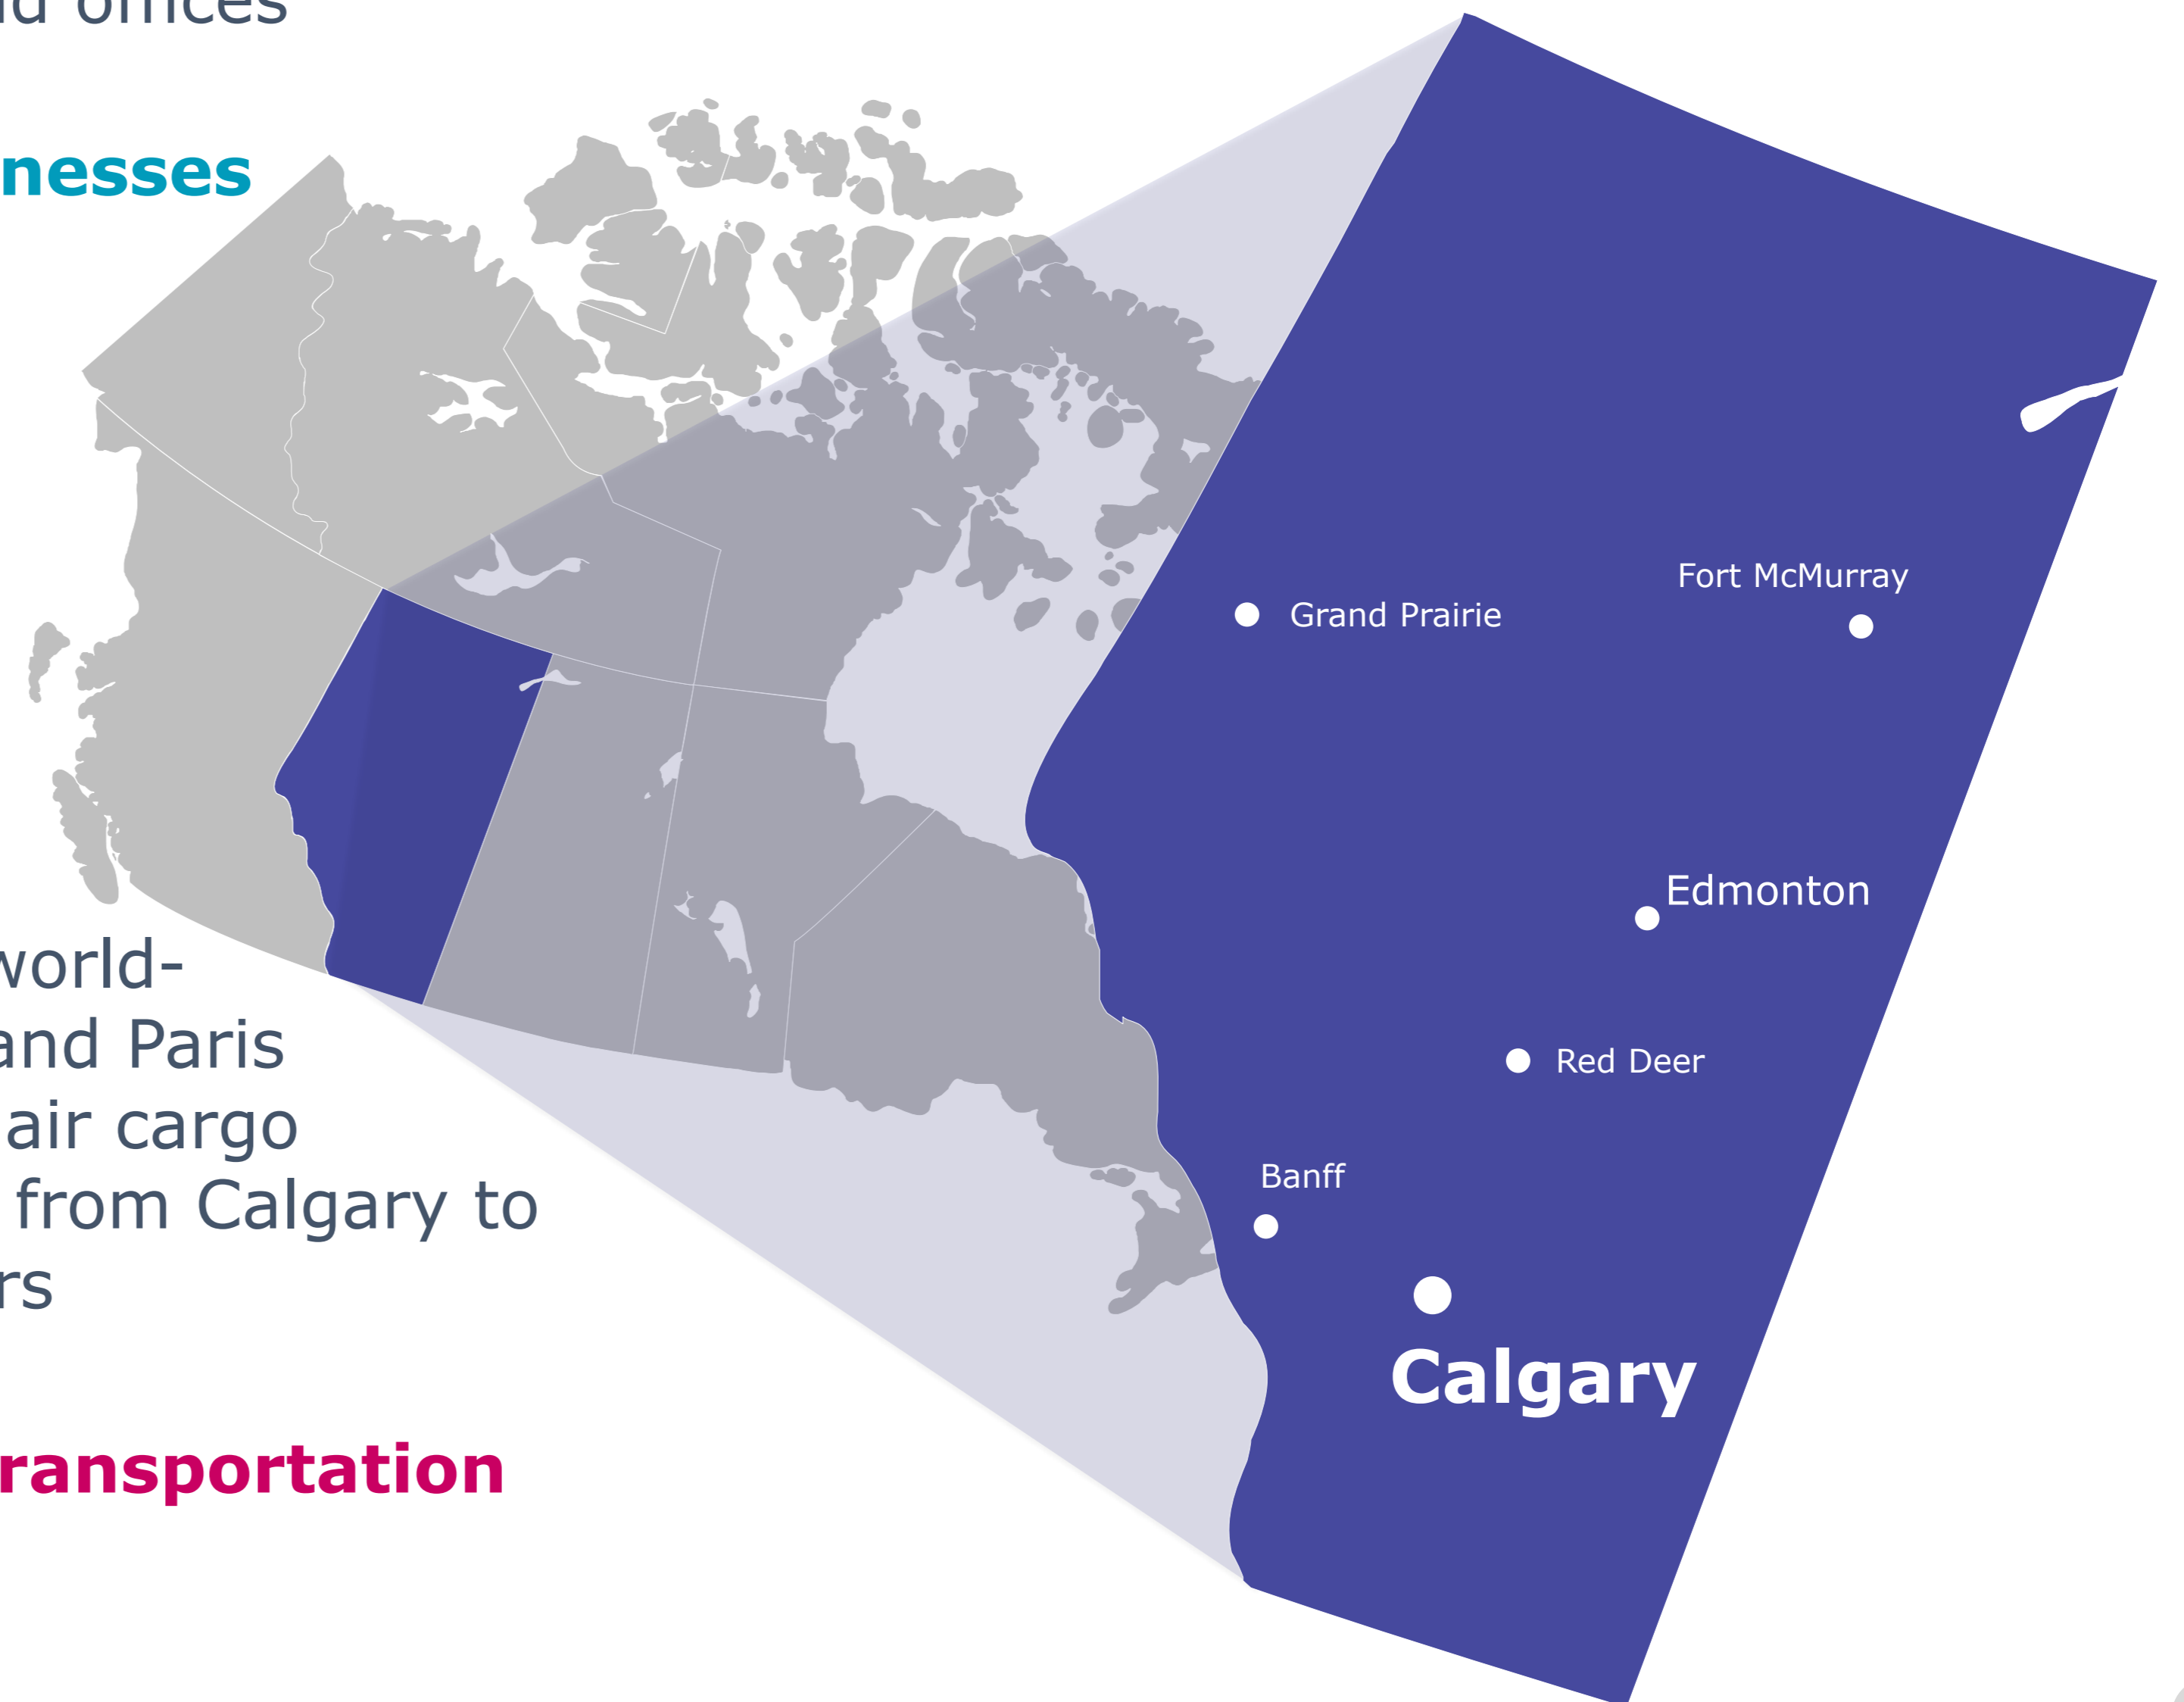 d offices
nesses
world-
and Paris
air cargo
from Calgary to
rs
ransportation
Fort McMurray
Grand Prairie
Edmonton
Red Deer
Banff
Calgary